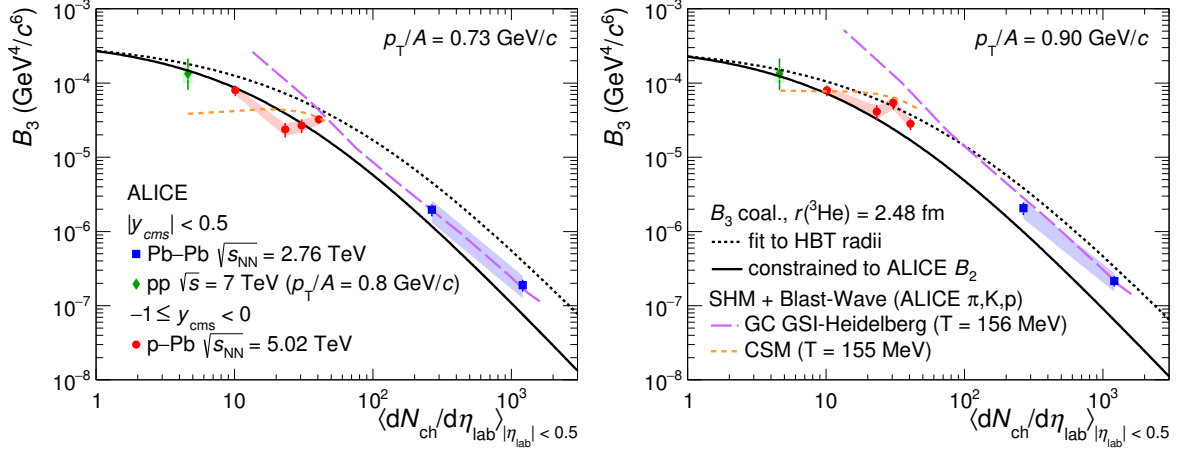 p_T/A = 0.73 GeV/c
B_3 (GeV^4/c^6)
10^−3
10^−4
10^−5
10^−6
10^−7
10^−8
ALICE
|y_cms| < 0.5
Pb–Pb √s_NN = 2.76 TeV
pp √s = 7 TeV (p_T/A = 0.8 GeV/c)
−1 ≤ y_cms < 0
p–Pb √s_NN = 5.02 TeV
1 10 10^2 10^3
⟨dN_ch/dη_lab⟩_|η_lab| < 0.5
p_T/A = 0.90 GeV/c
B_3 (GeV^4/c^6)
10^−3
10^−4
10^−5
10^−6
10^−7
10^−8
B_3 coal., r(^3He) = 2.48 fm
fit to HBT radii
constrained to ALICE B_2
SHM + Blast-Wave (ALICE π,K,p)
GC GSI-Heidelberg (T = 156 MeV)
CSM (T = 155 MeV)
1 10 10^2 10^3
⟨dN_ch/dη_lab⟩_|η_lab| < 0.5